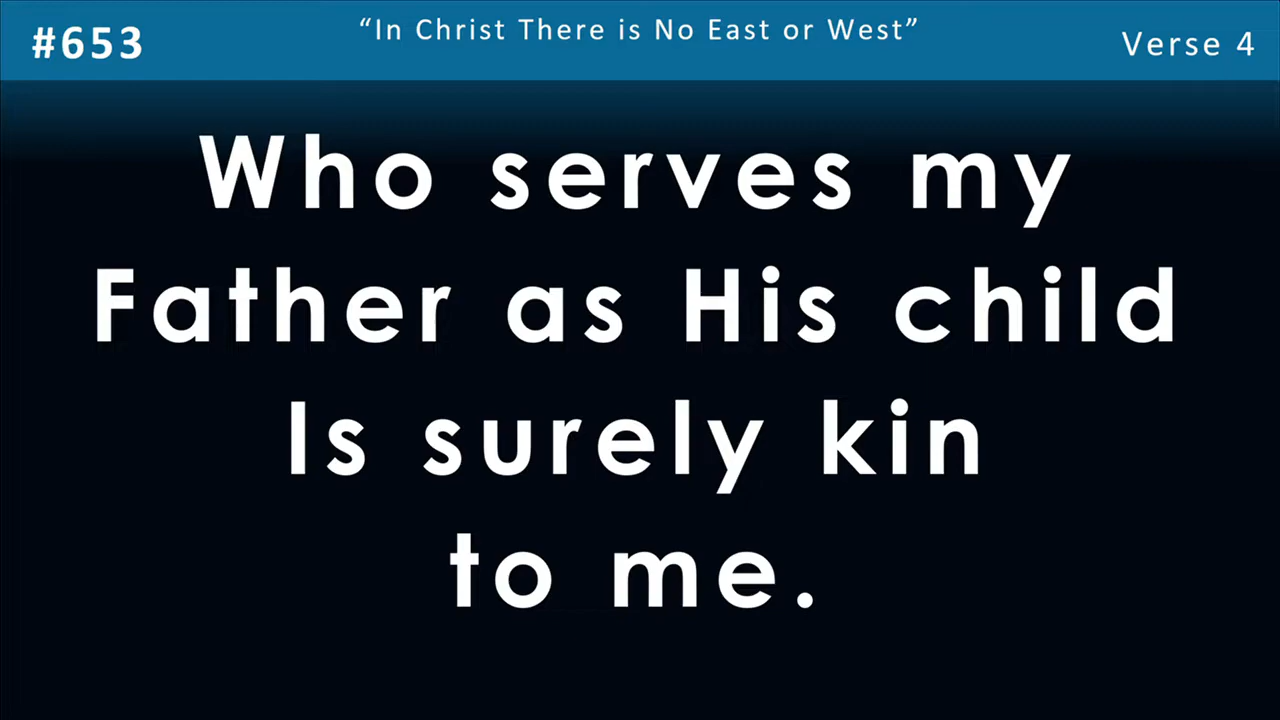 #653
“In Christ There is No East or West”
Verse 4
Who serves my
Father as His child
Is surely kin
to me.